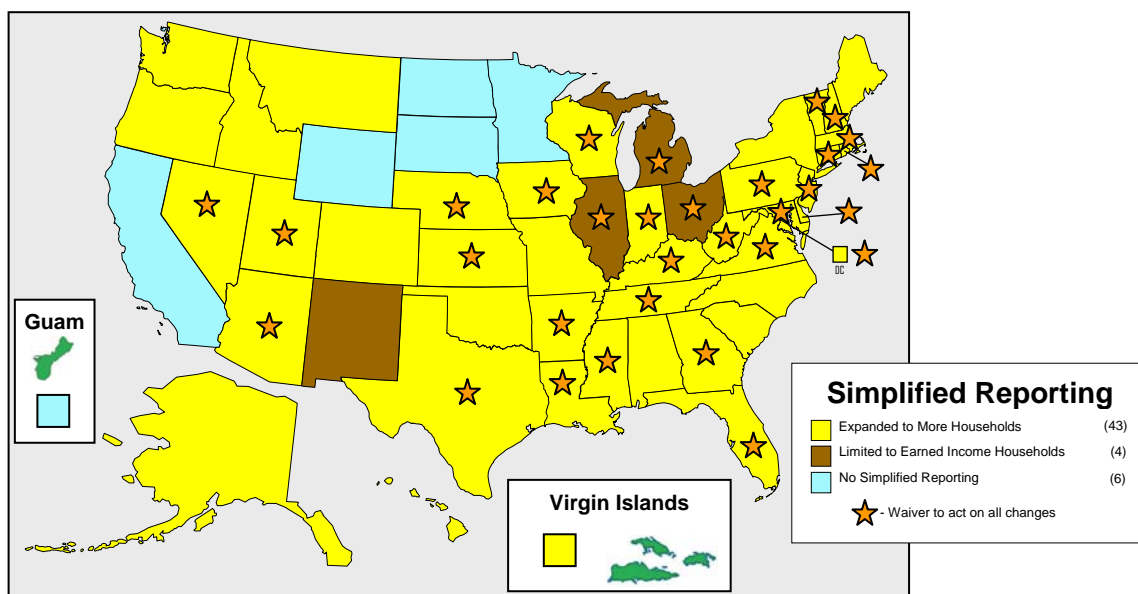 DC
Guam
Simplified Reporting
Expanded to More Households (43)
Limited to Earned Income Households (4)
No Simplified Reporting (6)
- Waiver to act on all changes
Virgin Islands